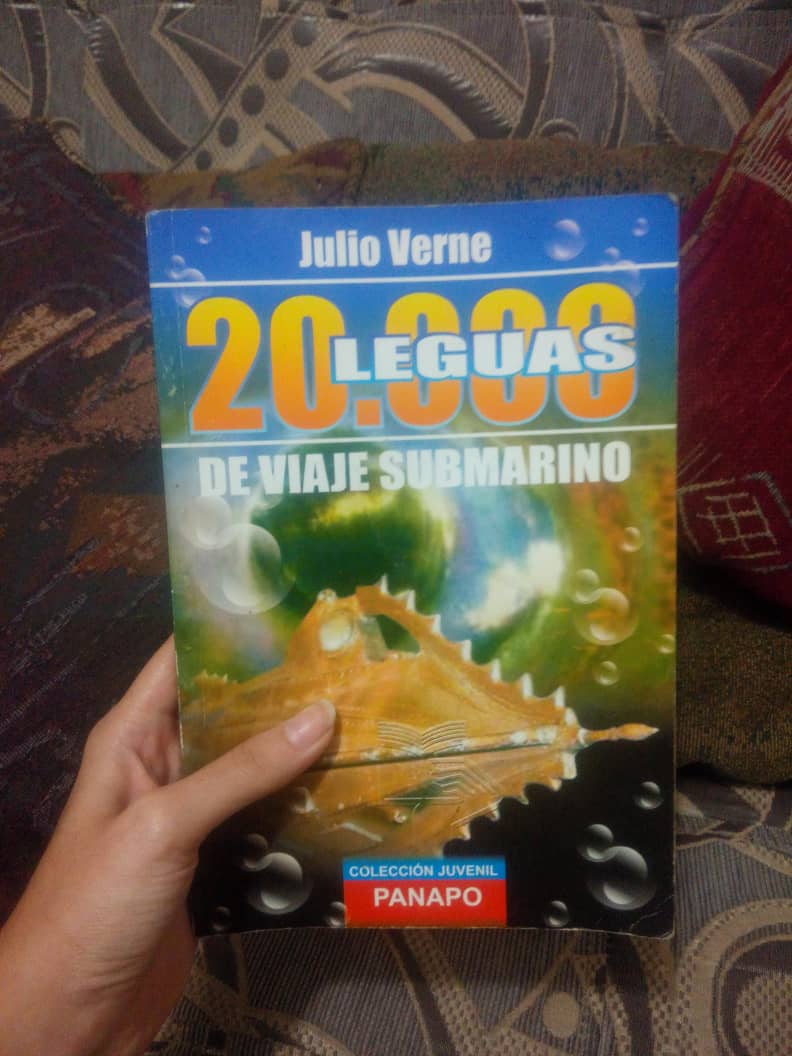 Julio Verne
20.000
LEGUAS
DE VIAJE SUBMARINO
COLECCIÓN JUVENIL
PANAPO